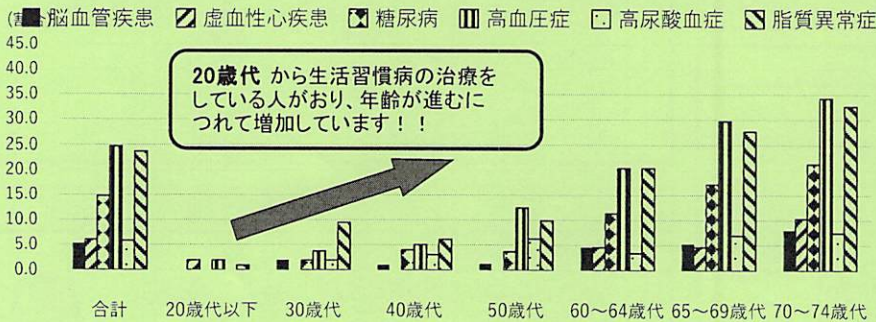 (割合 脳血管疾患 虚血性心疾患 糖尿病 高血圧症 高尿酸血症 脂質異常症
45.0
40.0
35.0
30.0
25.0
20.0
15.0
10.0
5.0
0.0
20歳代 から生活習慣病の治療を
している人がおり、年齢が進むに
つれて増加しています！！
合計 20歳代以下 30歳代 40歳代 50歳代 60～64歳代 65～69歳代 70～74歳代